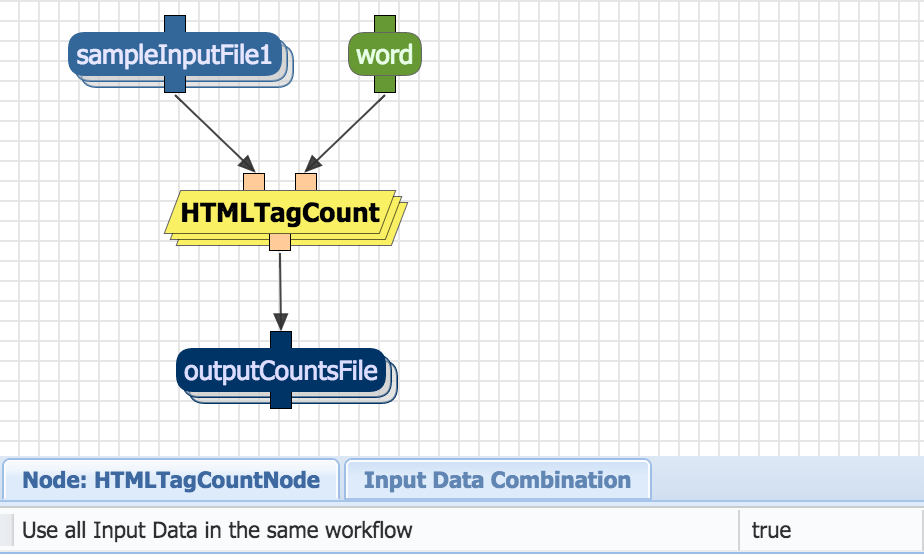 sampleInputFile1
word
HTMLTagCount
outputCountsFile
Node: HTMLTagCountNode
Input Data Combination
Use all Input Data in the same workflow
true